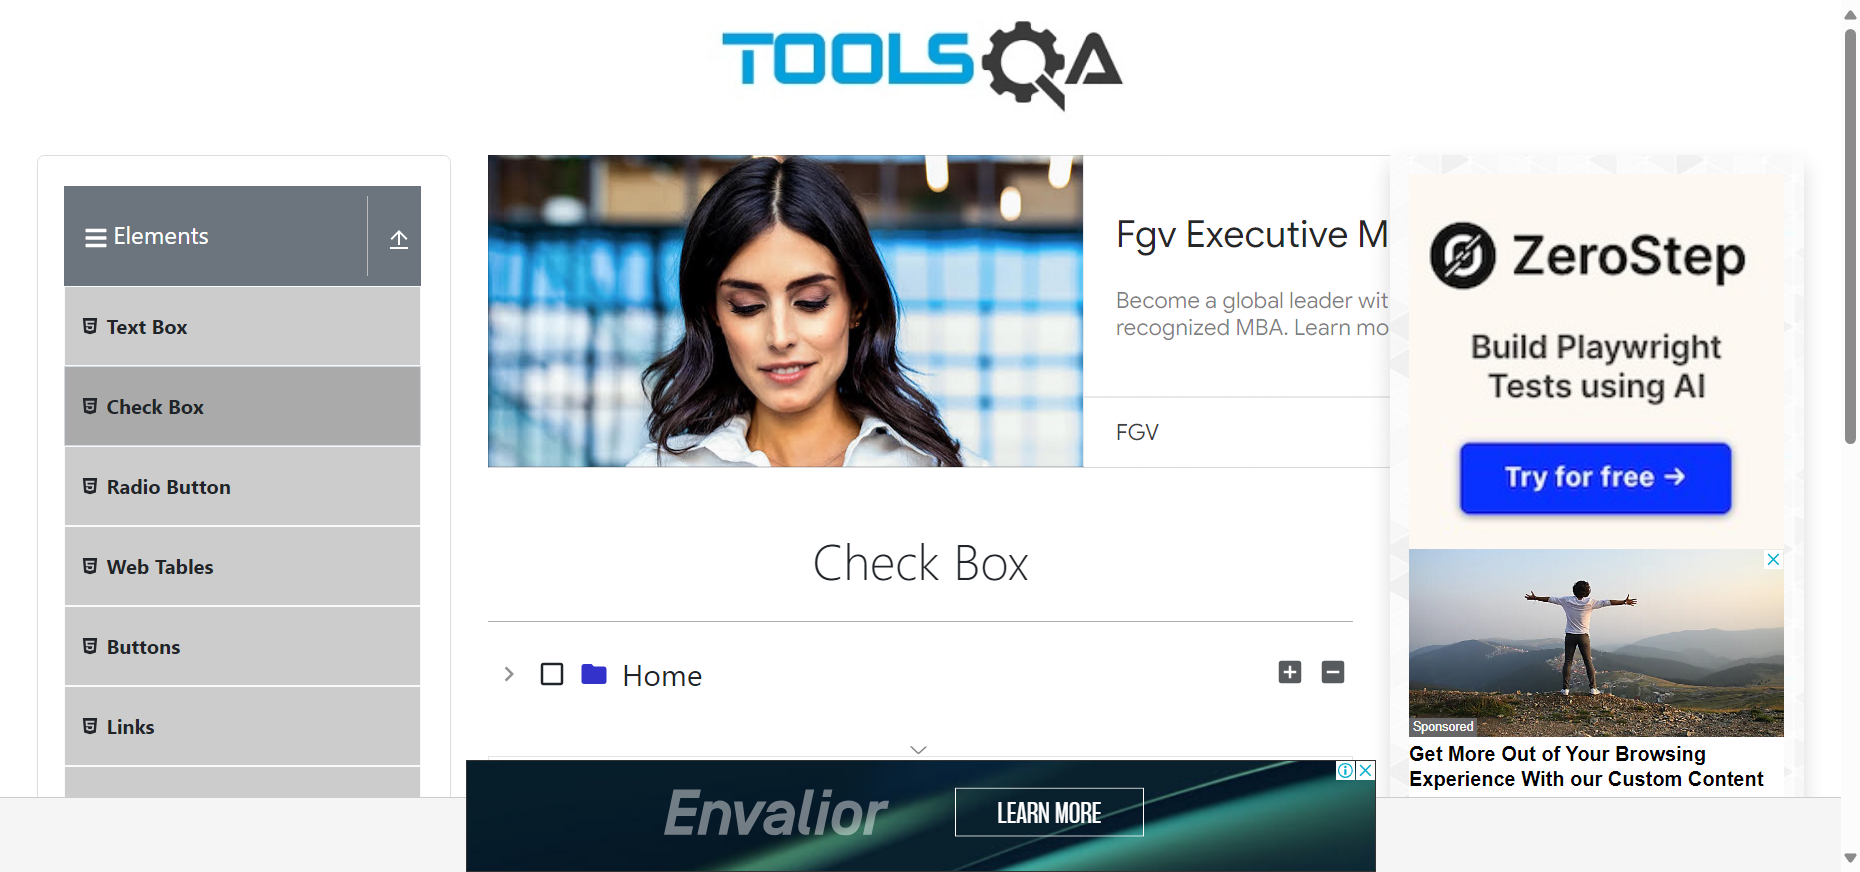 TOOLSQA
Elements
Text Box
Check Box
Radio Button
Web Tables
Buttons
Links
Fgv Executive M
Become a global leader wit
recognized MBA. Learn mo
FGV
Check Box
Home
ZeroStep
Build Playwright
Tests using AI
Try for free →
Sponsored
Get More Out of Your Browsing
Experience With our Custom Content
Envalior
LEARN MORE